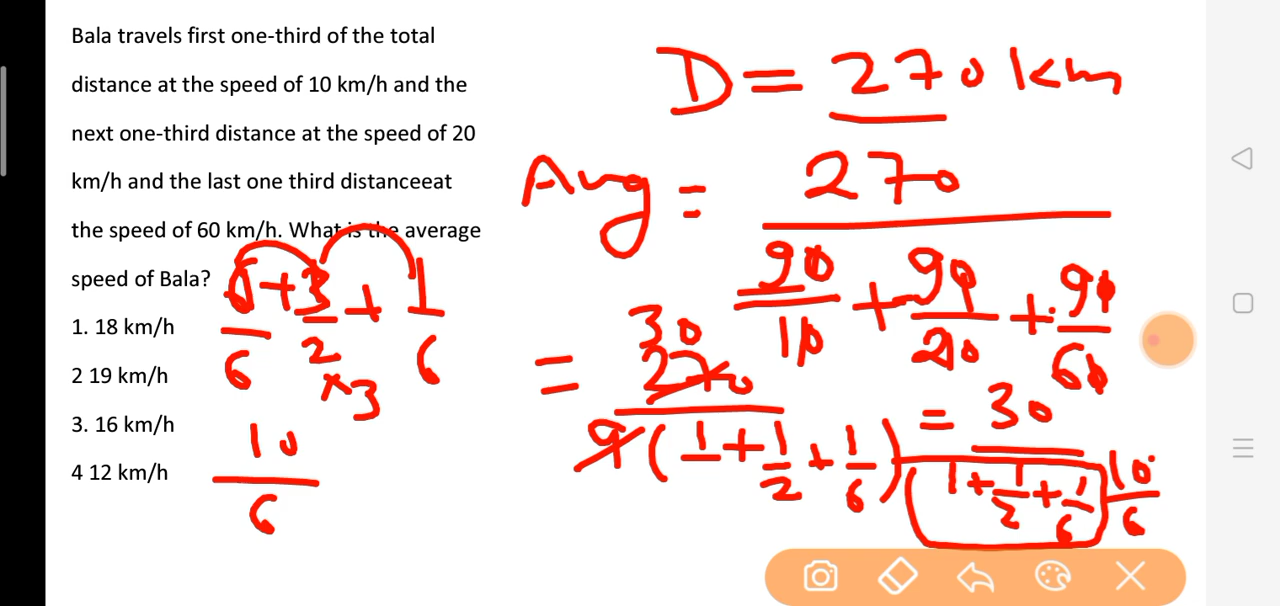 Bala travels first one-third of the total
distance at the speed of 10 km/h and the
next one-third distance at the speed of 20
km/h and the last one third distanceeat
the speed of 60 km/h. What is the average
speed of Bala?
1. 18 km/h
2 19 km/h
3. 16 km/h
4 12 km/h
6/6 + 3/2 + 1/6
×3
10/6
D = 270 km
Avg = 270 / (90/10 + 90/20 + 90/60)
30
= 270 / 9(1 + 1/2 + 1/6) = 30 / (1 + 1/2 + 1/6) 10/6